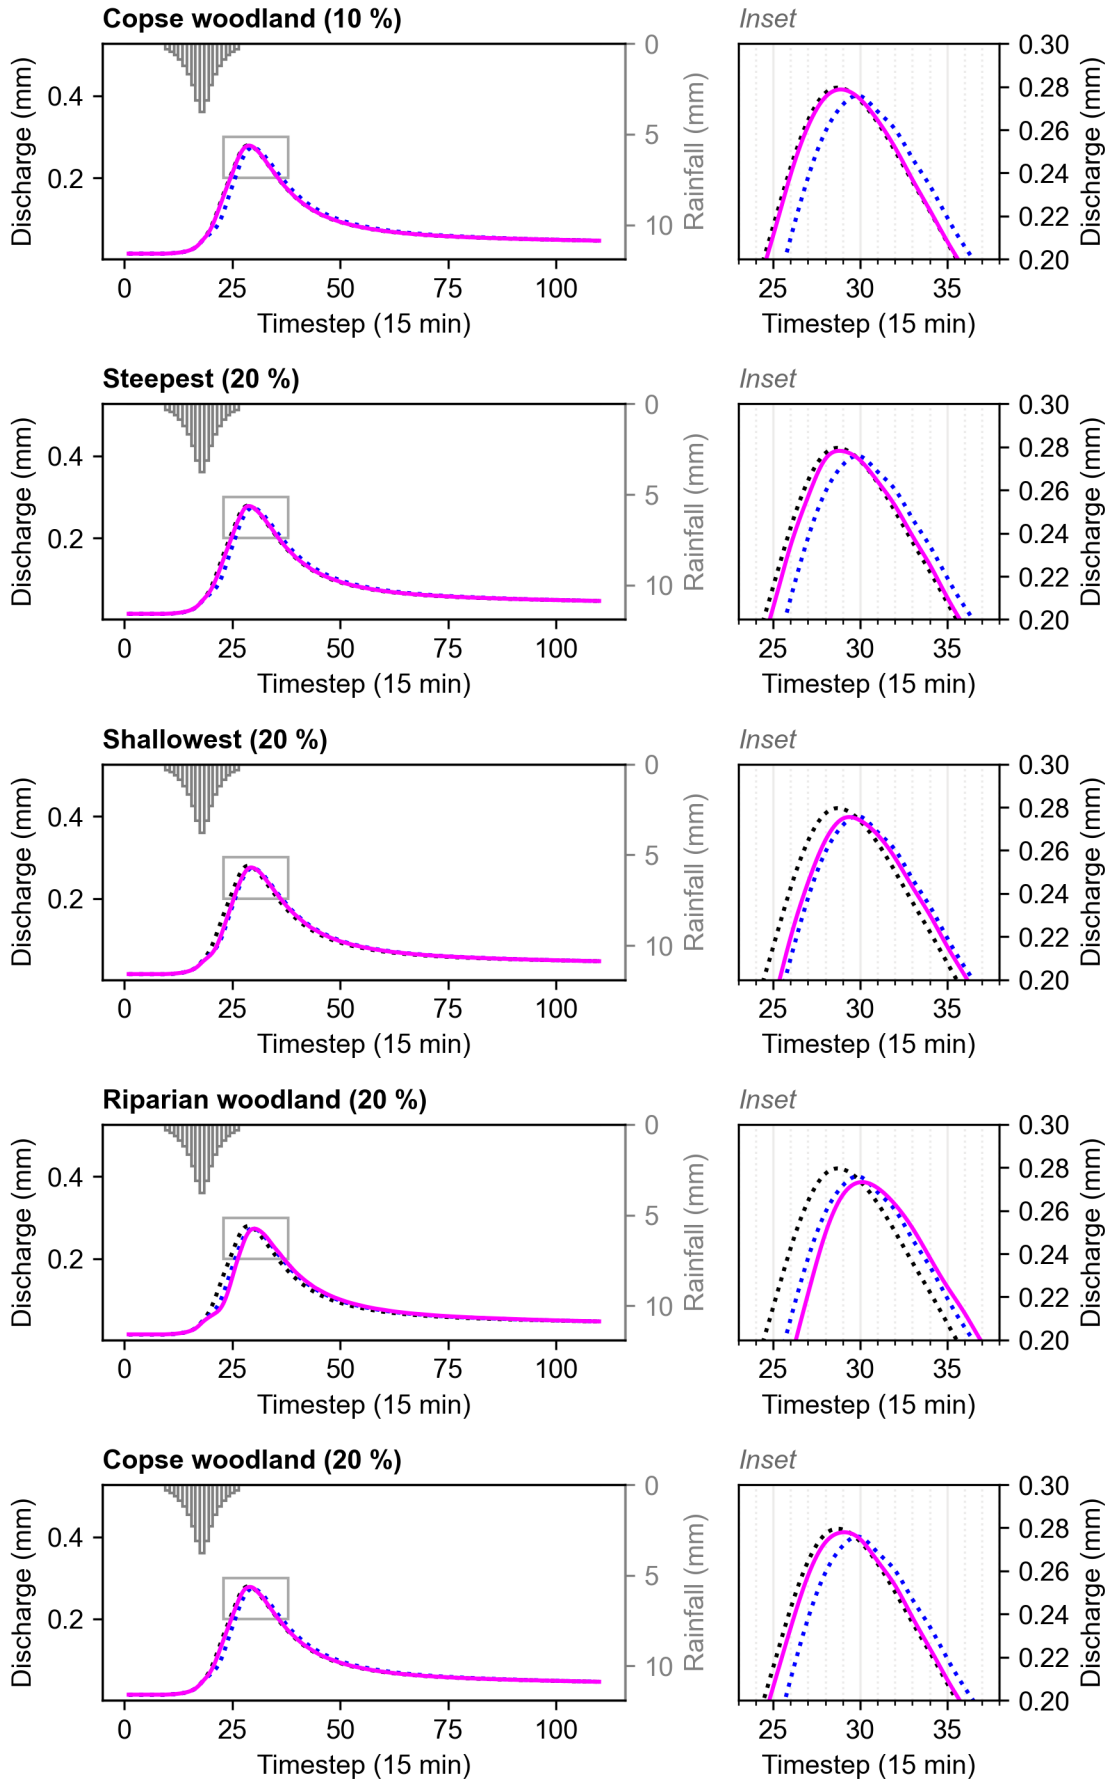 Copse woodland (10 %)
Inset
Discharge (mm)
0.4
0.2
0
5
10
Rainfall (mm)
0 25 50 75 100
Timestep (15 min)
0.30
0.28
0.26
0.24
0.22
0.20
Discharge (mm)
25 30 35
Timestep (15 min)
Steepest (20 %)
Inset
Discharge (mm)
0.4
0.2
0
5
10
Rainfall (mm)
0 25 50 75 100
Timestep (15 min)
0.30
0.28
0.26
0.24
0.22
0.20
Discharge (mm)
25 30 35
Timestep (15 min)
Shallowest (20 %)
Inset
Discharge (mm)
0.4
0.2
0
5
10
Rainfall (mm)
0 25 50 75 100
Timestep (15 min)
0.30
0.28
0.26
0.24
0.22
0.20
Discharge (mm)
25 30 35
Timestep (15 min)
Riparian woodland (20 %)
Inset
Discharge (mm)
0.4
0.2
0
5
10
Rainfall (mm)
0 25 50 75 100
Timestep (15 min)
0.30
0.28
0.26
0.24
0.22
0.20
Discharge (mm)
25 30 35
Timestep (15 min)
Copse woodland (20 %)
Inset
Discharge (mm)
0.4
0.2
0
5
10
Rainfall (mm)
0 25 50 75 100
Timestep (15 min)
0.30
0.28
0.26
0.24
0.22
0.20
Discharge (mm)
25 30 35
Timestep (15 min)